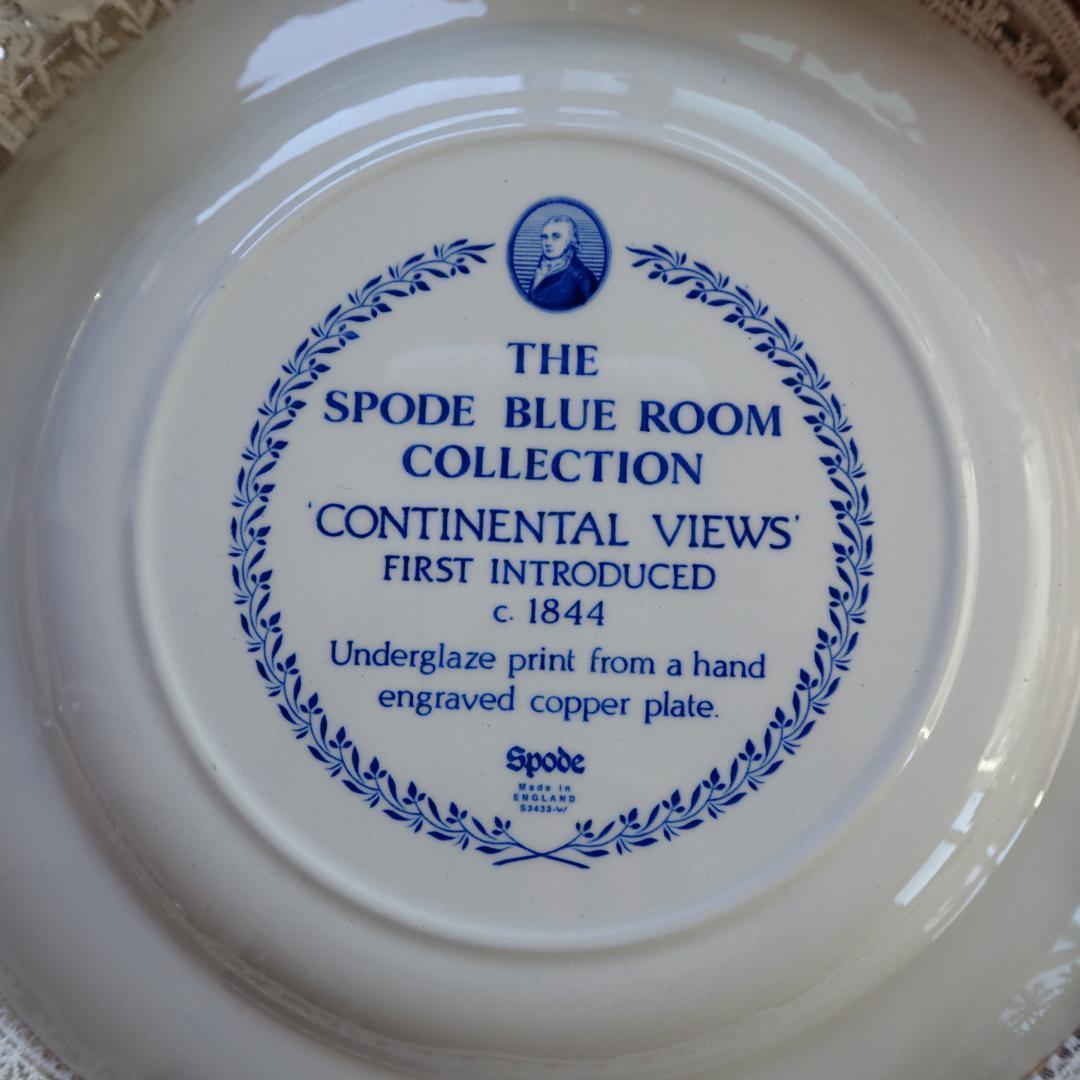 THE
SPODE BLUE ROOM
COLLECTION
'CONTINENTAL VIEWS'
FIRST INTRODUCED
c. 1844
Underglaze print from a hand
engraved copper plate.
Spode
Made in
ENGLAND
S3433-W